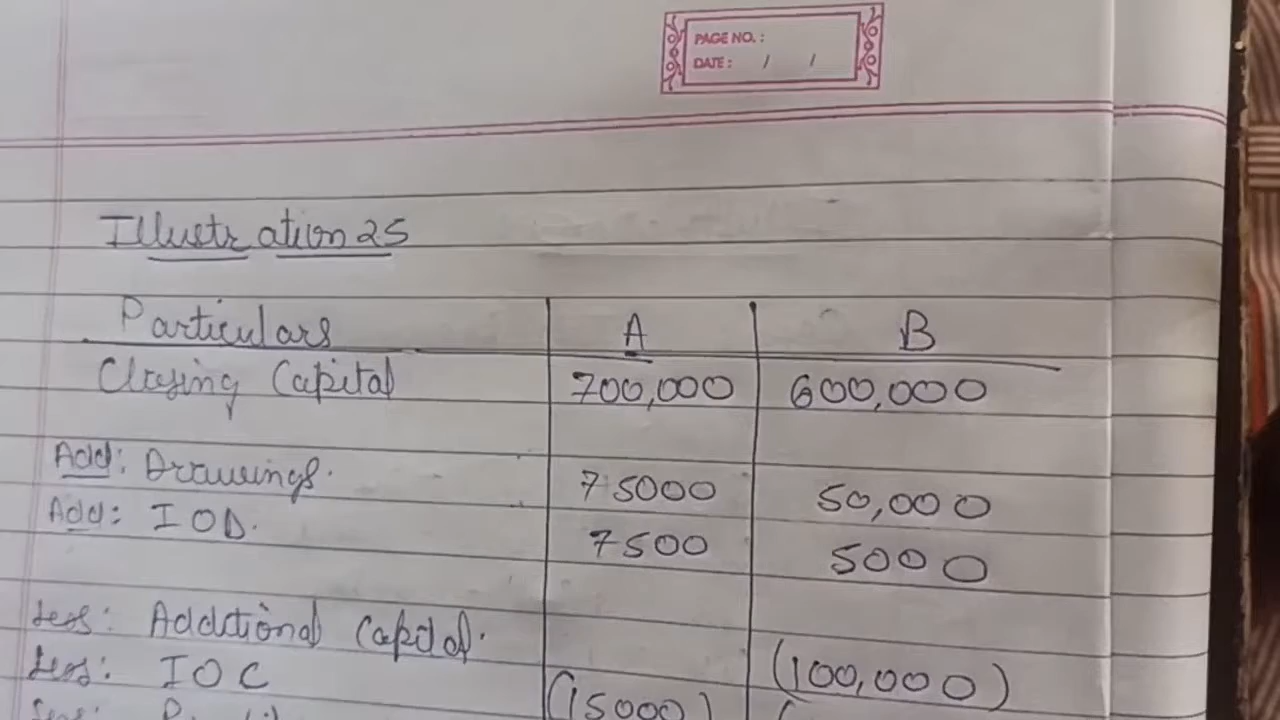 PAGE NO. :
DATE : / /
Illustration 25
Particulars A B
Closing Capital 700,000 600,000
Add: Drawings. 75000 50,000
Add: IOD. 7500 5000
Less: Additional Capital. (100,000)
Less: IOC (15000)
Less: